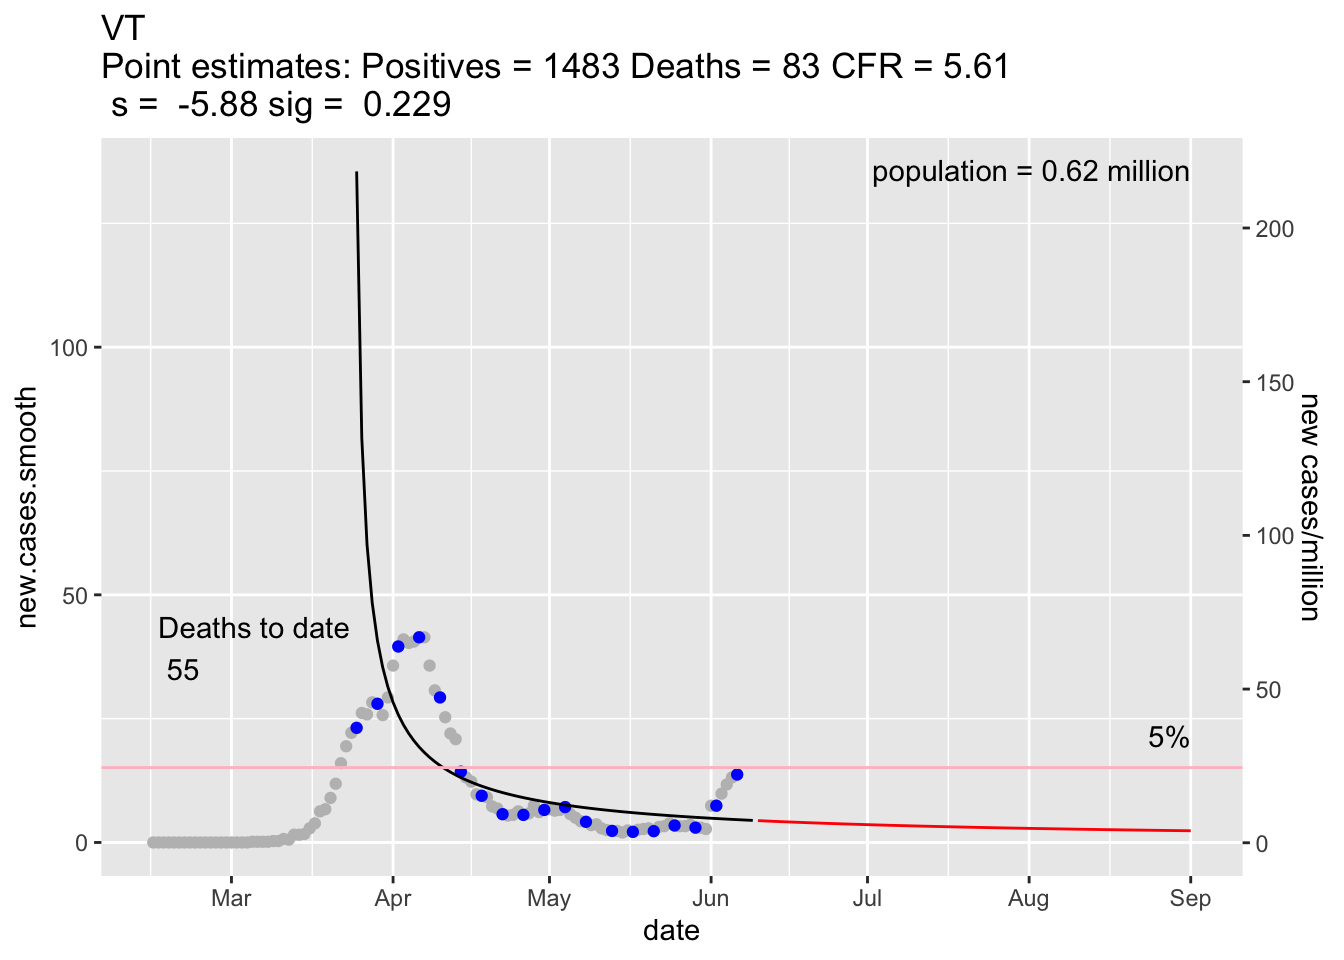 VT
Point estimates: Positives = 1483 Deaths = 83 CFR = 5.61
s = -5.88 sig = 0.229
population = 0.62 million
200
100
150
new.cases.smooth
new cases/million
100
50
Deaths to date
55
50
5%
0
0
Mar Apr May Jun Jul Aug Sep
date